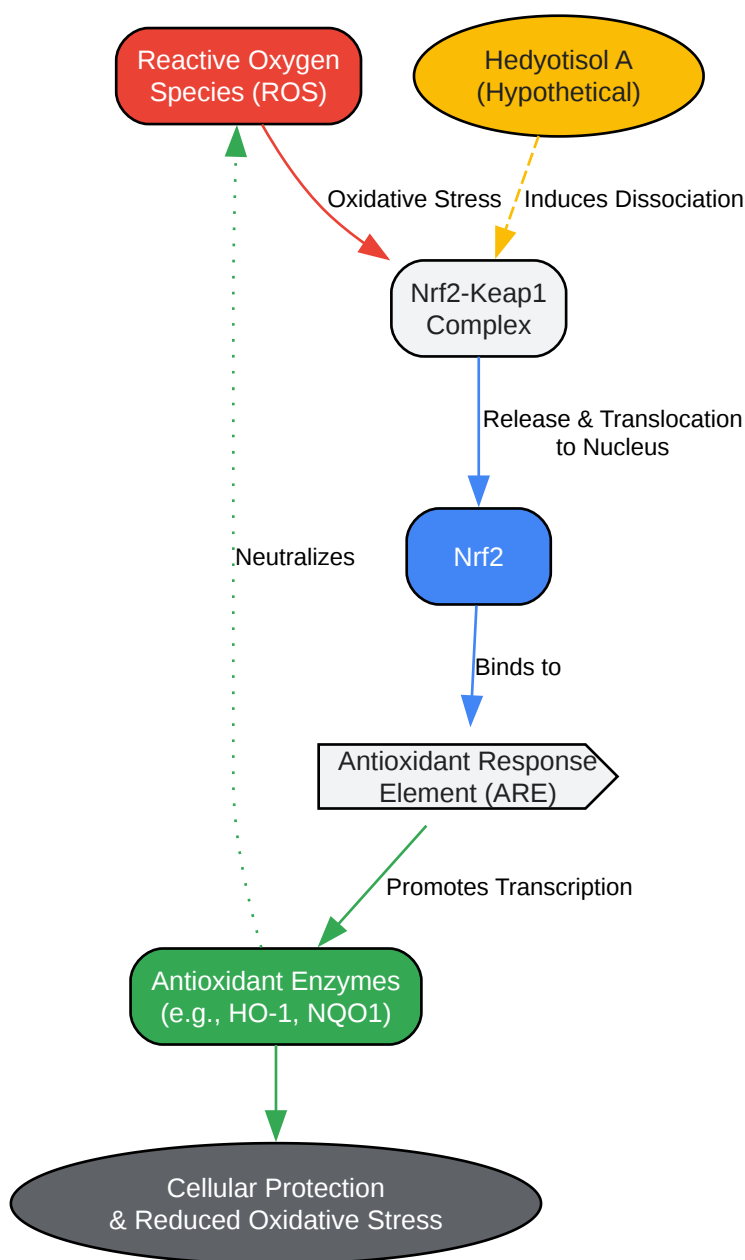 Reactive Oxygen
Species (ROS)
Hedyotisol A
(Hypothetical)
Oxidative Stress
Induces Dissociation
Nrf2-Keap1
Complex
Release & Translocation
to Nucleus
Neutralizes
Nrf2
Binds to
Antioxidant Response
Element (ARE)
Promotes Transcription
Antioxidant Enzymes
(e.g., HO-1, NQO1)
Cellular Protection
& Reduced Oxidative Stress